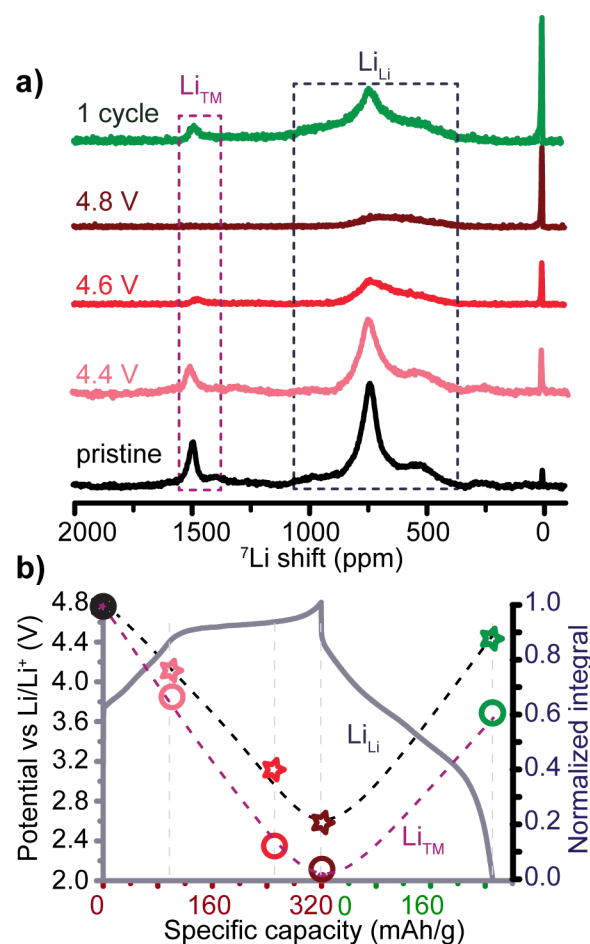 a)
Li_TM
Li_Li
1 cycle
4.8 V
4.6 V
4.4 V
pristine
2000 1500 1000 500 0
⁷Li shift (ppm)
b)
Potential vs Li/Li⁺ (V)
4.8
4.4
4.0
3.6
3.2
2.8
2.4
2.0
Li_Li
Li_TM
1.0
0.8
0.6
0.4
0.2
0.0
Normalized integral
0 160 320 0 160
Specific capacity (mAh/g)